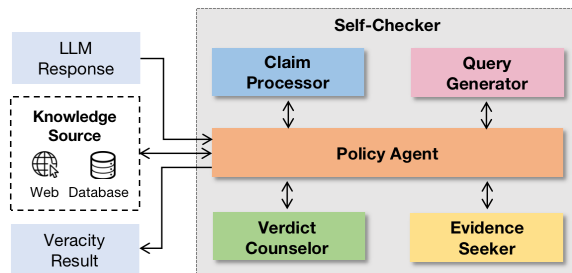 Self-Checker
LLM
Response
Knowledge
Source
Web
Database
Veracity
Result
Claim
Processor
Query
Generator
Policy Agent
Verdict
Counselor
Evidence
Seeker